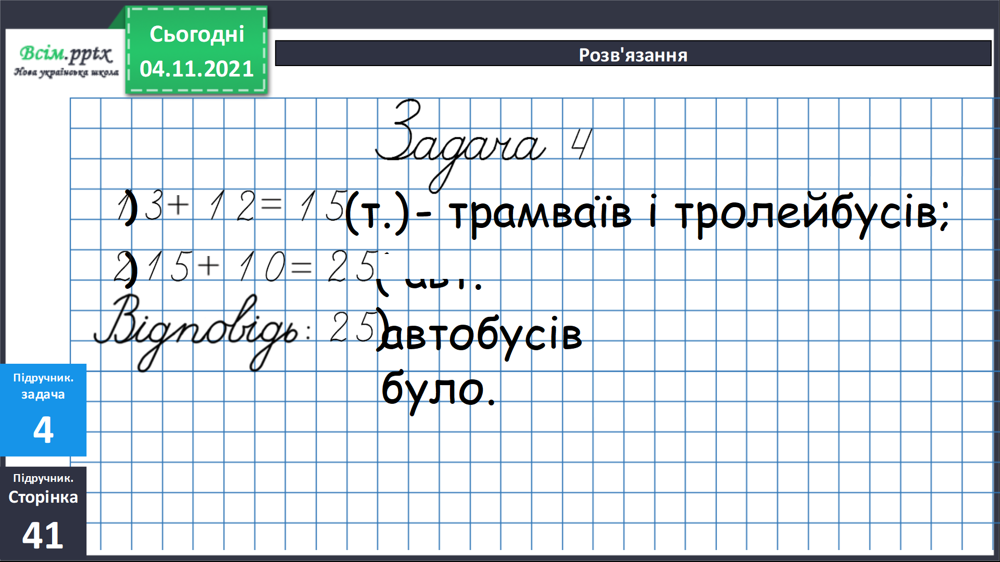 Всім.pptx
Нова українська школа
Сьогодні
04.11.2021
Розв'язання
Задача 4
1) 3+ 12= 15(т.)- трамваїв і тролейбусів;
2) 15+ 10= 25 (авт.
)
Відповідь: 25 автобусів
було.
Підручник.
задача
4
Підручник.
Сторінка
41